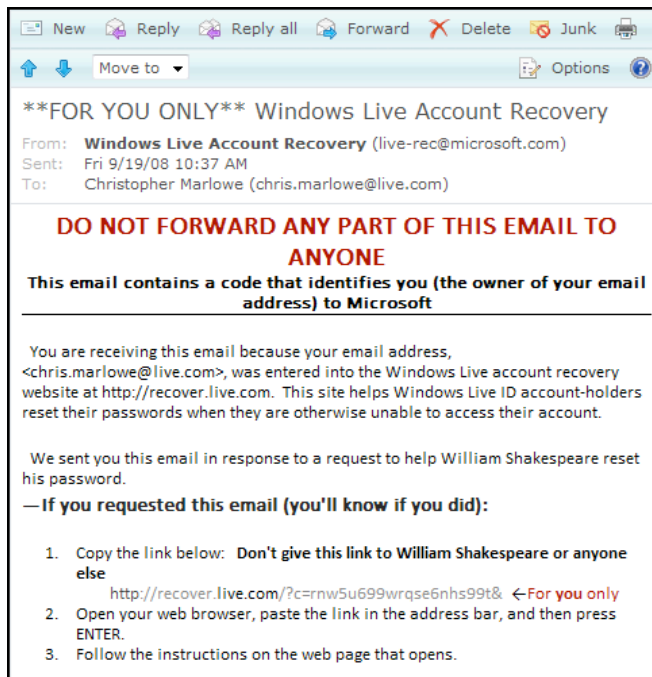 New Reply Reply all Forward Delete Junk
Move to Options
**FOR YOU ONLY** Windows Live Account Recovery
From: Windows Live Account Recovery (live-rec@microsoft.com)
Sent: Fri 9/19/08 10:37 AM
To: Christopher Marlowe (chris.marlowe@live.com)
DO NOT FORWARD ANY PART OF THIS EMAIL TO
ANYONE
This email contains a code that identifies you (the owner of your email
address) to Microsoft
You are receiving this email because your email address,
<chris.marlowe@live.com>, was entered into the Windows Live account recovery
website at http://recover.live.com. This site helps Windows Live ID account-holders
reset their passwords when they are otherwise unable to access their account.
We sent you this email in response to a request to help William Shakespeare reset
his password.
—If you requested this email (you'll know if you did):
1. Copy the link below: Don't give this link to William Shakespeare or anyone
else
http://recover.live.com/?c=rnw5u699wrqse6nhs99t& ←For you only
2. Open your web browser, paste the link in the address bar, and then press
ENTER.
3. Follow the instructions on the web page that opens.